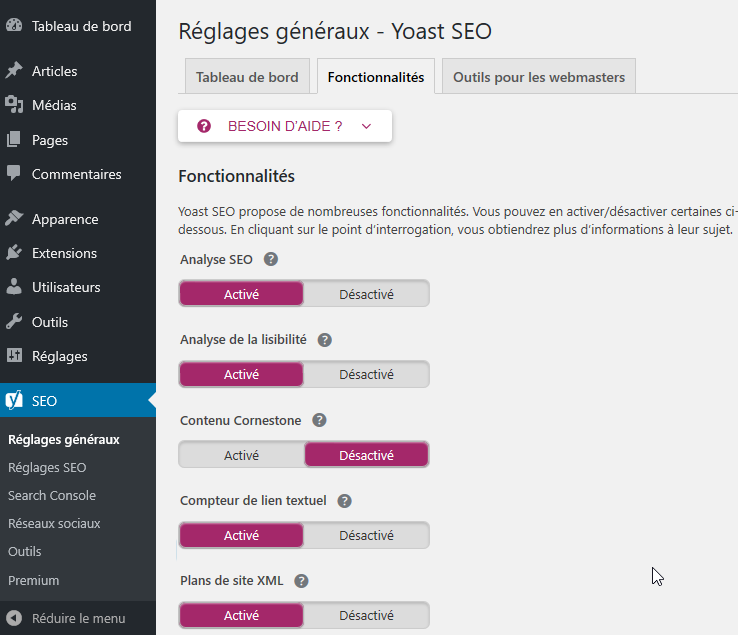 Tableau de bord
Articles
Médias
Pages
Commentaires
Apparence
Extensions
Utilisateurs
Outils
Réglages
SEO
Réglages généraux
Réglages SEO
Search Console
Réseaux sociaux
Outils
Premium
Réduire le menu
Réglages généraux - Yoast SEO
Tableau de bord Fonctionnalités Outils pour les webmasters
? BESOIN D'AIDE ?
Fonctionnalités
Yoast SEO propose de nombreuses fonctionnalités. Vous pouvez en activer/désactiver certaines ci-
dessous. En cliquant sur le point d'interrogation, vous obtiendrez plus d'informations à leur sujet.
Analyse SEO ?
Activé Désactivé
Analyse de la lisibilité ?
Activé Désactivé
Contenu Cornestone ?
Activé Désactivé
Compteur de lien textuel ?
Activé Désactivé
Plans de site XML ?
Activé Désactivé